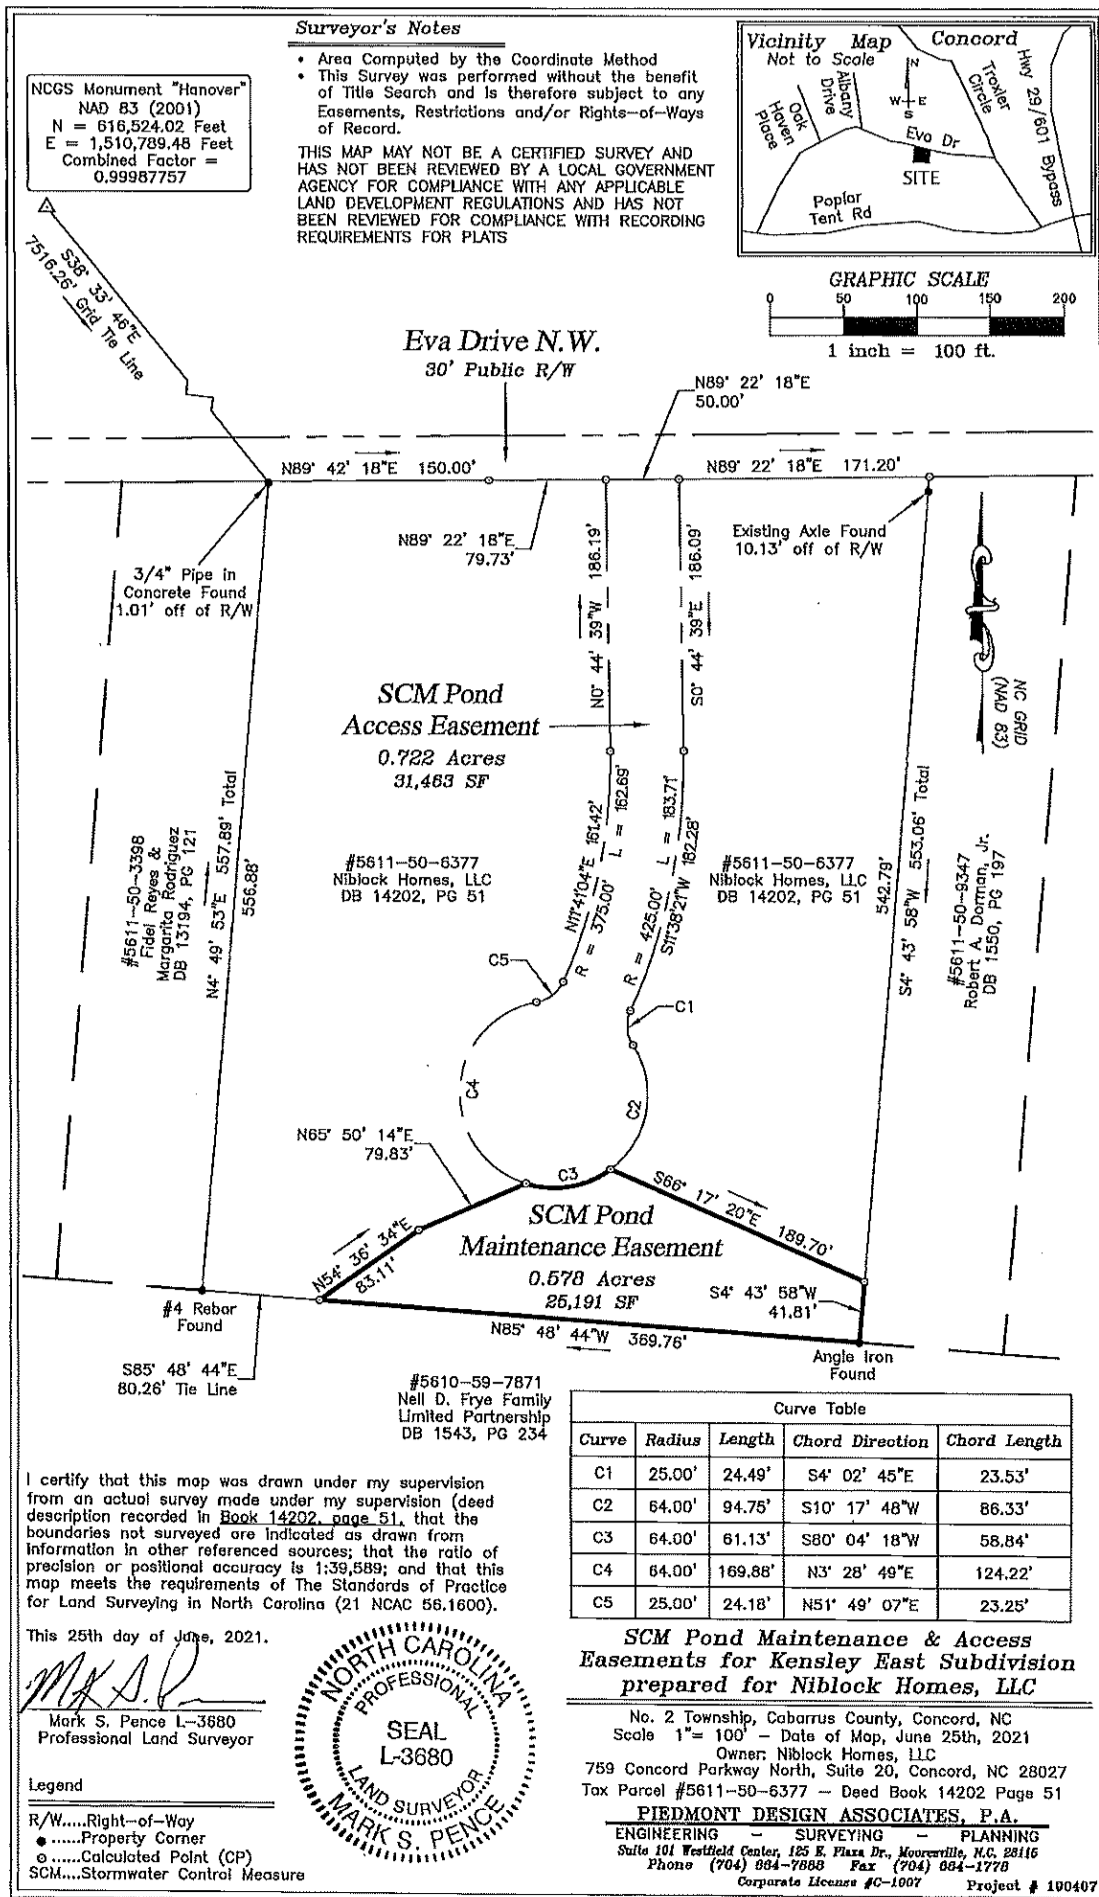 Surveyor's Notes
• Area Computed by the Coordinate Method
• This Survey was performed without the benefit
of Title Search and is therefore subject to any
Easements, Restrictions and/or Rights-of-Ways
of Record.
THIS MAP MAY NOT BE A CERTIFIED SURVEY AND
HAS NOT BEEN REVIEWED BY A LOCAL GOVERNMENT
AGENCY FOR COMPLIANCE WITH ANY APPLICABLE
LAND DEVELOPMENT REGULATIONS AND HAS NOT
BEEN REVIEWED FOR COMPLIANCE WITH RECORDING
REQUIREMENTS FOR PLATS
NCGS Monument "Hanover"
NAD 83 (2001)
N = 616,524.02 Feet
E = 1,510,789.48 Feet
Combined Factor =
0.99987757
S38° 33' 46"E
7516.26' Grid Tie Line
Vicinity Map Concord
Not to Scale
Oak
Haven
Place
Albany
Drive
N
W E
S
Eva Dr
Troxler
Circle
Hwy 29/601 Bypass
SITE
Poplar
Tent Rd
GRAPHIC SCALE
0 50 100 150 200
1 inch = 100 ft.
Eva Drive N.W.
30' Public R/W
N89° 22' 18"E
50.00'
N89° 42' 18"E 150.00'
N89° 22' 18"E 171.20'
N89° 22' 18"E
79.73'
3/4" Pipe in
Concrete Found
1.01' off of R/W
Existing Axle Found
10.13' off of R/W
N0° 44' 39"W 186.19'
S0° 44' 39"E 186.09'
NC GRID
(NAD 83)
SCM Pond
Access Easement
0.722 Acres
31,463 SF
N11°41'04"E 161.42'
R = 375.00' L = 162.69'
R = 425.00' L = 183.71'
S11°38'21"W 182.28'
#5611-50-3398
Fidel Reyes &
Margarita Rodriguez
DB 13194, PG 121
N4° 49' 53"E 557.89' Total
556.88'
#5611-50-6377
Niblock Homes, LLC
DB 14202, PG 51
#5611-50-6377
Niblock Homes, LLC
DB 14202, PG 51
S4° 43' 58"W 553.06' Total
542.79'
#5611-50-9347
Robert A. Dorman, Jr.
DB 1550, PG 197
C5
C1
C4
C2
C3
N65° 50' 14"E
79.83'
S66° 17' 20"E 189.70'
N54° 36' 34"E
83.11'
SCM Pond
Maintenance Easement
0.578 Acres
25,191 SF
S4° 43' 58"W
41.81'
N85° 48' 44"W 369.76'
#4 Rebar
Found
Angle Iron
Found
S85° 48' 44"E
80.26' Tie Line
#5610-59-7871
Nell D. Frye Family
Limited Partnership
DB 1543, PG 234
Curve Table
Curve Radius Length Chord Direction Chord Length
C1 25.00' 24.49' S4° 02' 45"E 23.53'
C2 64.00' 94.75' S10° 17' 48"W 86.33'
C3 64.00' 61.13' S80° 04' 18"W 58.84'
C4 64.00' 169.88' N3° 28' 49"E 124.22'
C5 25.00' 24.18' N51° 49' 07"E 23.25'
I certify that this map was drawn under my supervision
from an actual survey made under my supervision (deed
description recorded in Book 14202, page 51, that the
boundaries not surveyed are indicated as drawn from
information in other referenced sources; that the ratio of
precision or positional accuracy is 1:39,589; and that this
map meets the requirements of The Standards of Practice
for Land Surveying in North Carolina (21 NCAC 56.1600).
This 25th day of June, 2021.
Mark S. Pence L-3680
Professional Land Surveyor
NORTH CAROLINA
PROFESSIONAL
SEAL
L-3680
LAND SURVEYOR
MARK S. PENCE
Legend
R/W.....Right-of-Way
● ......Property Corner
○ ......Calculated Point (CP)
SCM....Stormwater Control Measure
SCM Pond Maintenance & Access
Easements for Kensley East Subdivision
prepared for Niblock Homes, LLC
No. 2 Township, Cabarrus County, Concord, NC
Scale 1"= 100' - Date of Map, June 25th, 2021
Owner: Niblock Homes, LLC
759 Concord Parkway North, Suite 20, Concord, NC 28027
Tax Parcel #5611-50-6377 - Deed Book 14202 Page 51
PIEDMONT DESIGN ASSOCIATES, P.A.
ENGINEERING - SURVEYING - PLANNING
Suite 101 Westfield Center, 125 E. Plaza Dr., Mooresville, N.C. 28115
Phone (704) 664-7888 Fax (704) 664-1778
Corporate License #C-1007 Project # 100407